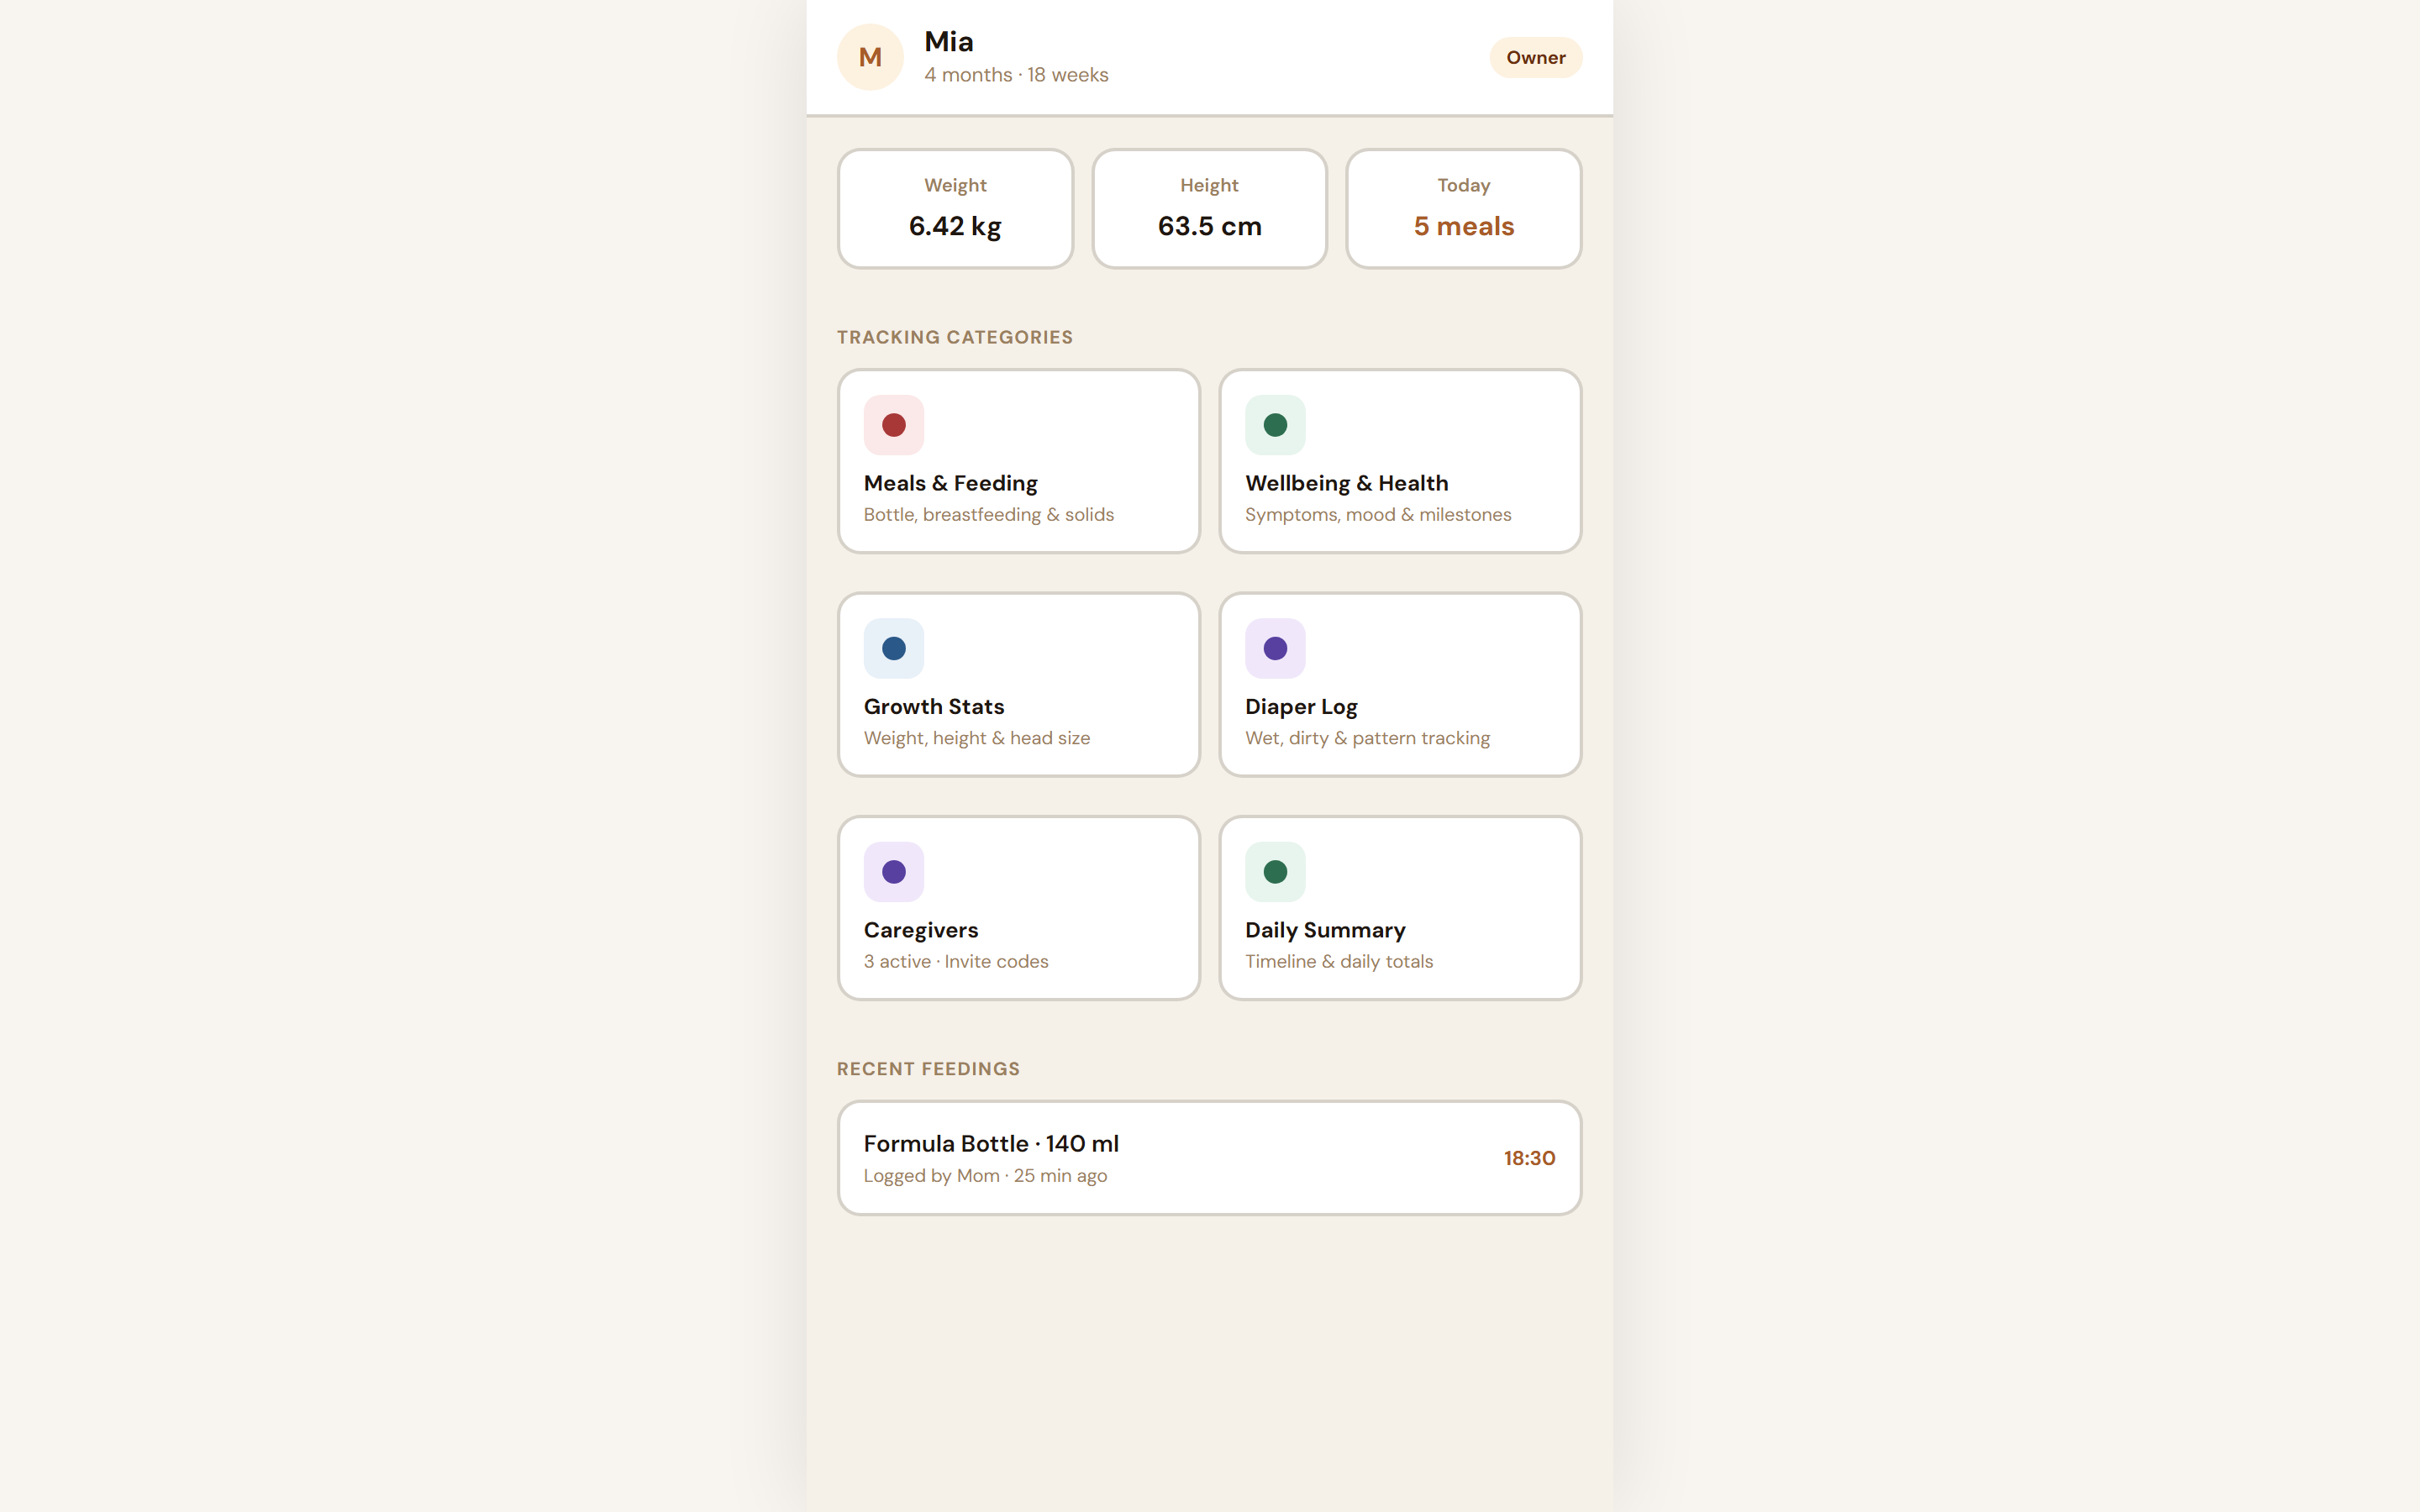 M
Mia
4 months · 18 weeks
Owner
Weight
6.42 kg
Height
63.5 cm
Today
5 meals
TRACKING CATEGORIES
Meals & Feeding
Bottle, breastfeeding & solids
Wellbeing & Health
Symptoms, mood & milestones
Growth Stats
Weight, height & head size
Diaper Log
Wet, dirty & pattern tracking
Caregivers
3 active · Invite codes
Daily Summary
Timeline & daily totals
RECENT FEEDINGS
Formula Bottle · 140 ml
Logged by Mom · 25 min ago
18:30